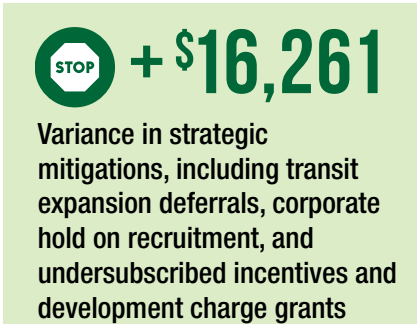 STOP + $16,261
Variance in strategic
mitigations, including transit
expansion deferrals, corporate
hold on recruitment, and
undersubscribed incentives and
development charge grants